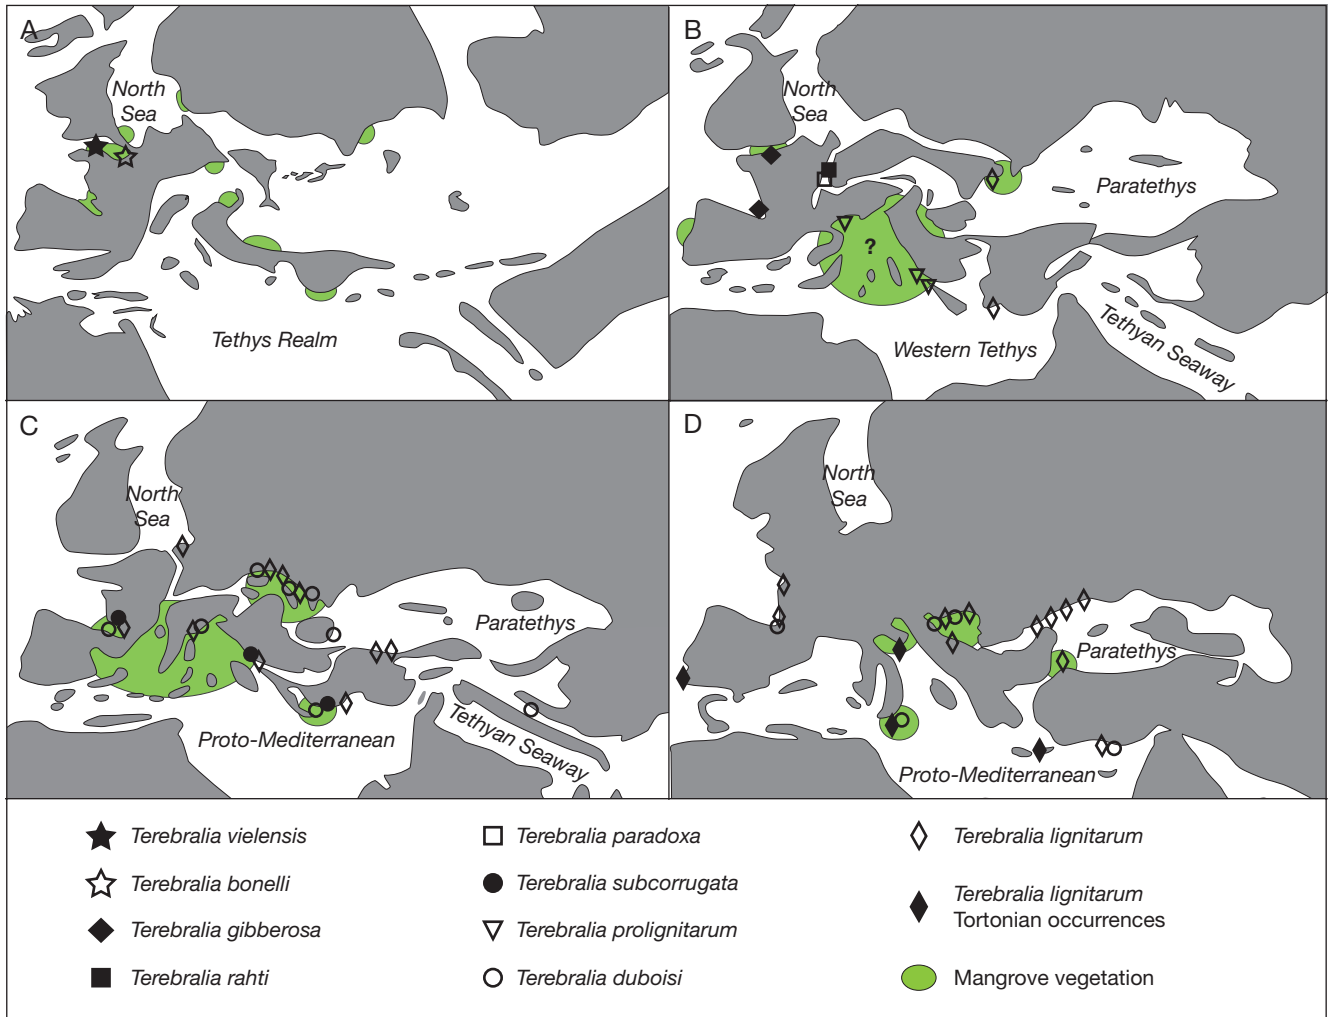 A
North
Sea
Tethys Realm
B
North
Sea
Paratethys
?
Western Tethys
Tethyan Seaway
C
North
Sea
Paratethys
Proto-Mediterranean
Tethyan Seaway
D
North
Sea
Paratethys
Proto-Mediterranean
Terebralia vielensis
Terebralia bonelli
Terebralia gibberosa
Terebralia rahti
Terebralia paradoxa
Terebralia subcorrugata
Terebralia prolignitarum
Terebralia duboisi
Terebralia lignitarum
Terebralia lignitarum
Tortonian occurrences
Mangrove vegetation